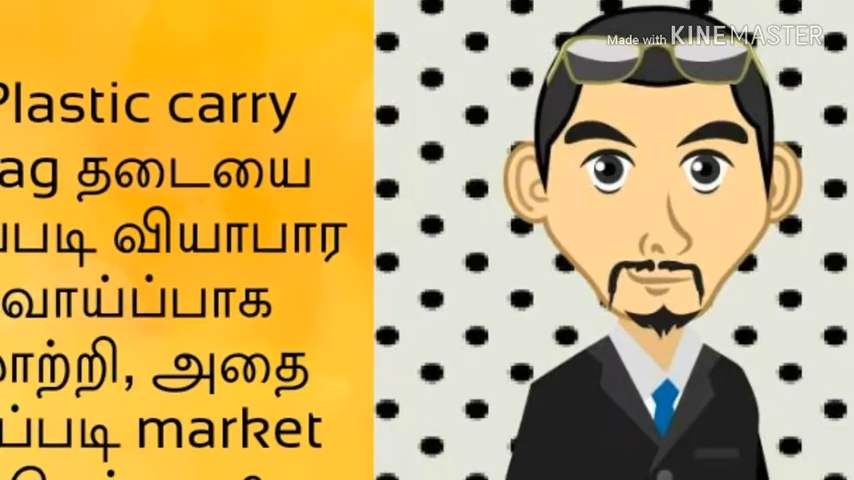 Made with KINEMASTER
Plastic carry
ag தடையை
படி வியாபார
வாய்ப்பாக
ற்றி, அதை
ப்படி market